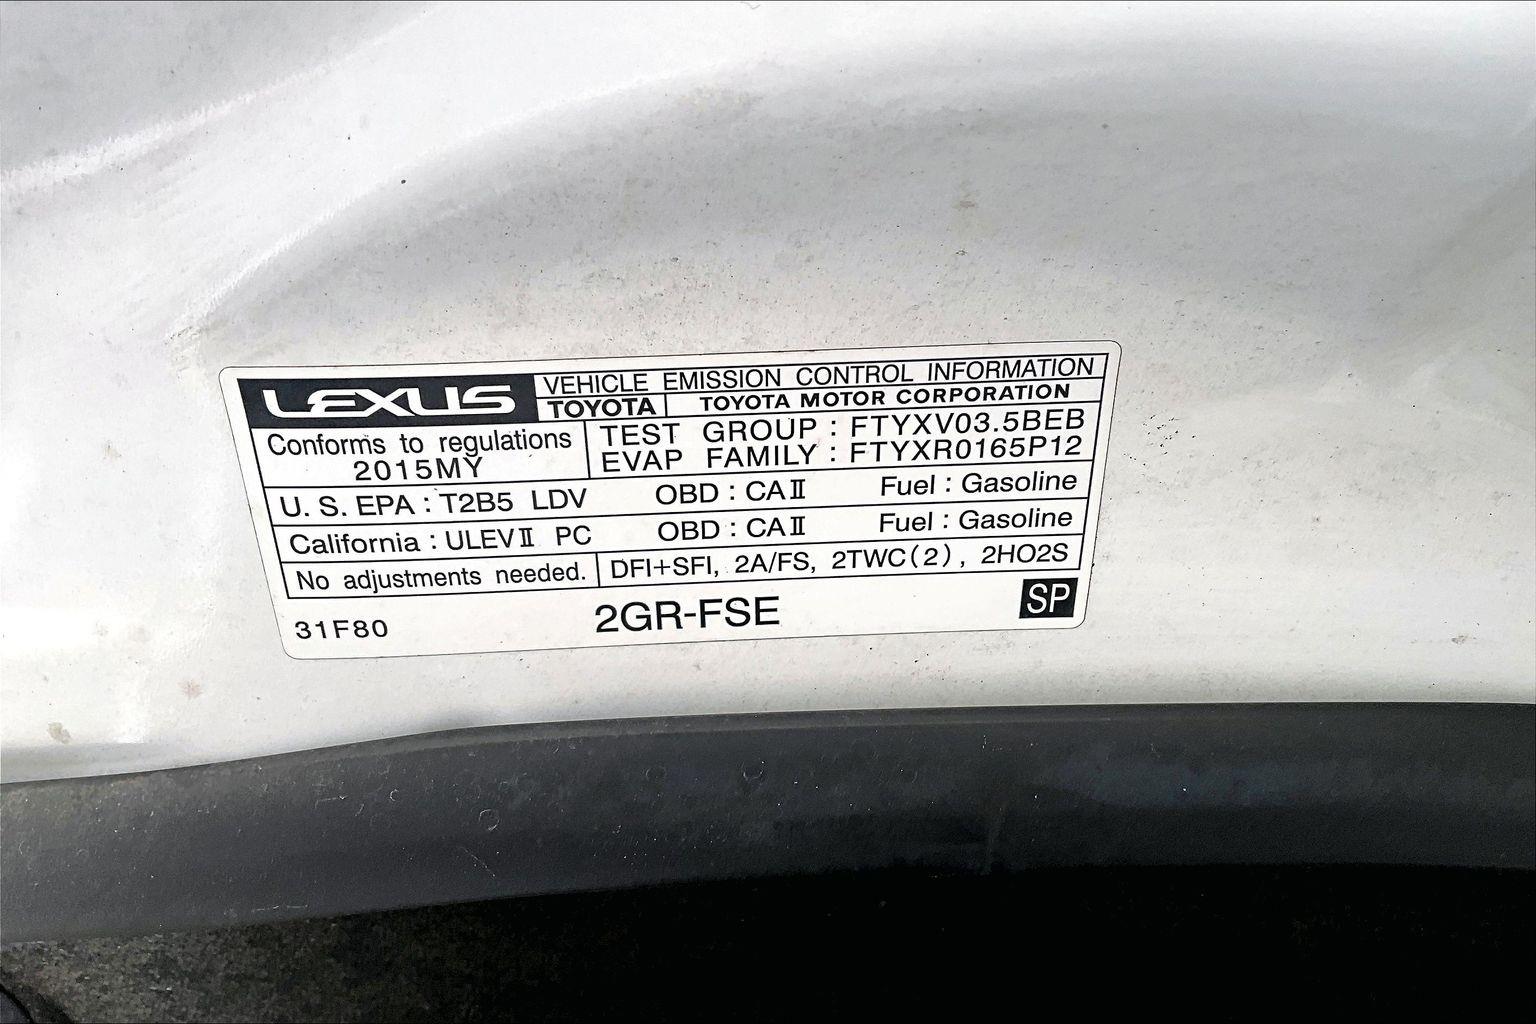 LEXUS VEHICLE EMISSION CONTROL INFORMATION
TOYOTA TOYOTA MOTOR CORPORATION
Conforms to regulations
2015MY
TEST GROUP : FTYXV03.5BEB
EVAP FAMILY : FTYXR0165P12
U. S. EPA : T2B5 LDV OBD : CAⅡ Fuel : Gasoline
California : ULEVⅡ PC OBD : CAⅡ Fuel : Gasoline
No adjustments needed. DFI+SFI, 2A/FS, 2TWC(2), 2HO2S
31F80 2GR-FSE SP